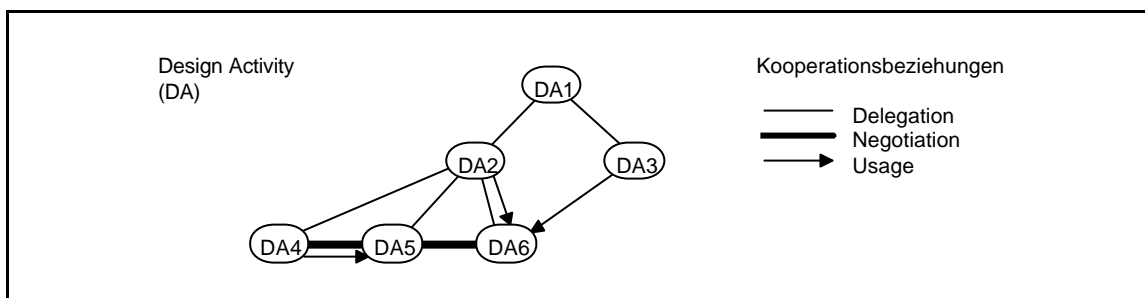 Design Activity
(DA)
Kooperationsbeziehungen
Delegation
Negotiation
Usage
DA1
DA2
DA3
DA4
DA5
DA6